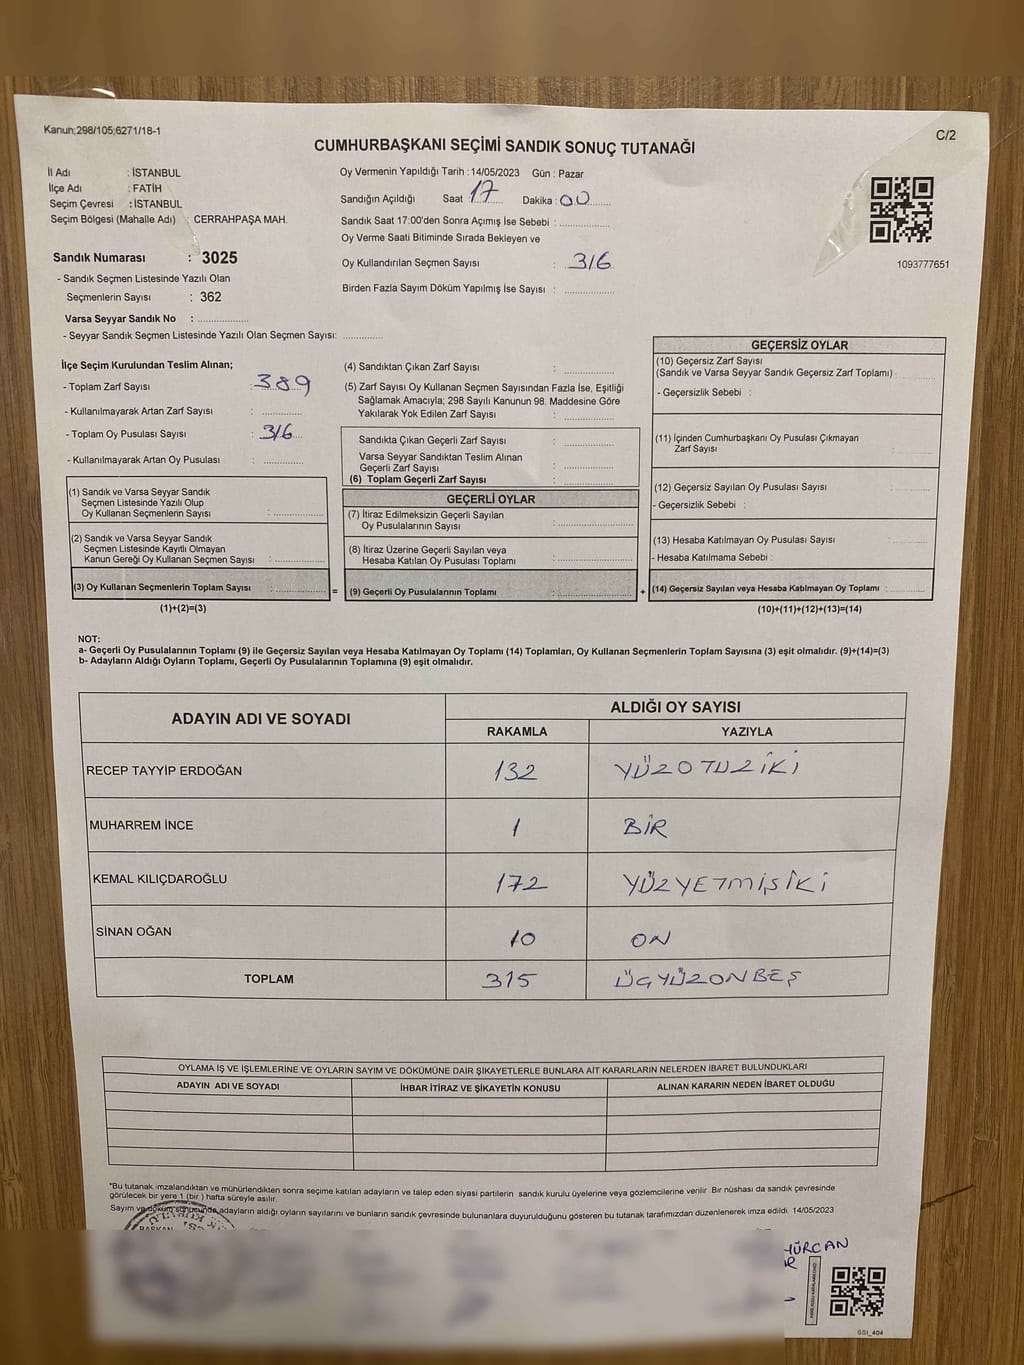 Kanun;298/105;6271/18-1
C/2
CUMHURBAŞKANI SEÇİMİ SANDIK SONUÇ TUTANAĞI
İl Adı : İSTANBUL
İlçe Adı : FATİH
Seçim Çevresi : İSTANBUL
Seçim Bölgesi (Mahalle Adı) : CERRAHPAŞA MAH.
Sandık Numarası : 3025
- Sandık Seçmen Listesinde Yazılı Olan
Seçmenlerin Sayısı : 362
Varsa Seyyar Sandık No : ..................
- Seyyar Sandık Seçmen Listesinde Yazılı Olan Seçmen Sayısı: ..............
Oy Vermenin Yapıldığı Tarih : 14/05/2023 Gün : Pazar
Sandığın Açıldığı Saat 17 Dakika : 00
Sandık Saat 17:00'den Sonra Açımış İse Sebebi : ..................
Oy Verme Saati Bitiminde Sırada Bekleyen ve
Oy Kullandırılan Seçmen Sayısı : 316
Birden Fazla Sayım Döküm Yapılmış İse Sayısı : ..................
1093777651
İlçe Seçim Kurulundan Teslim Alınan;
- Toplam Zarf Sayısı : 389
- Kullanılmayarak Artan Zarf Sayısı : ..............
- Toplam Oy Pusulası Sayısı : 316
- Kullanılmayarak Artan Oy Pusulası : ..............
(1) Sandık ve Varsa Seyyar Sandık
Seçmen Listesinde Yazılı Olup
Oy Kullanan Seçmenlerin Sayısı : ..................
(2) Sandık ve Varsa Seyyar Sandık
Seçmen Listesinde Kayıtlı Olmayan
Kanun Gereği Oy Kullanan Seçmen Sayısı : ..................
(3) Oy Kullanan Seçmenlerin Toplam Sayısı : .................. =
(1)+(2)=(3)
(4) Sandıktan Çıkan Zarf Sayısı : ..................
(5) Zarf Sayısı Oy Kullanan Seçmen Sayısından Fazla İse, Eşitliği
Sağlamak Amacıyla; 298 Sayılı Kanunun 98. Maddesine Göre
Yakılarak Yok Edilen Zarf Sayısı : ..................
Sandıkta Çıkan Geçerli Zarf Sayısı : ..................
Varsa Seyyar Sandıktan Teslim Alınan
Geçerli Zarf Sayısı : ..................
(6) Toplam Geçerli Zarf Sayısı : ..................
GEÇERLİ OYLAR
(7) İtiraz Edilmeksizin Geçerli Sayılan
Oy Pusulalarının Sayısı : ..................
(8) İtiraz Üzerine Geçerli Sayılan veya
Hesaba Katılan Oy Pusulası Toplamı : ..................
(9) Geçerli Oy Pusulalarının Toplamı : .................. +
GEÇERSİZ OYLAR
(10) Geçersiz Zarf Sayısı
(Sandık ve Varsa Seyyar Sandık Geçersiz Zarf Toplamı) : ..............
- Geçersizlik Sebebi :
(11) İçinden Cumhurbaşkanı Oy Pusulası Çıkmayan
Zarf Sayısı : ..............
(12) Geçersiz Sayılan Oy Pusulası Sayısı : ..............
- Geçersizlik Sebebi :
(13) Hesaba Katılmayan Oy Pusulası Sayısı : ..............
- Hesaba Katılmama Sebebi :
(14) Geçersiz Sayılan veya Hesaba Katılmayan Oy Toplamı : ..............
(10)+(11)+(12)+(13)=(14)
NOT:
a- Geçerli Oy Pusulalarının Toplamı (9) ile Geçersiz Sayılan veya Hesaba Katılmayan Oy Toplamı (14) Toplamları, Oy Kullanan Seçmenlerin Toplam Sayısına (3) eşit olmalıdır. (9)+(14)=(3)
b- Adayların Aldığı Oyların Toplamı, Geçerli Oy Pusulalarının Toplamına (9) eşit olmalıdır.
ADAYIN ADI VE SOYADI
ALDIĞI OY SAYISI
RAKAMLA YAZIYLA
RECEP TAYYİP ERDOĞAN 132 YÜZOTUZİKİ
MUHARREM İNCE 1 BİR
KEMAL KILIÇDAROĞLU 172 YÜZYETMİŞİKİ
SİNAN OĞAN 10 ON
TOPLAM 315 ÜÇYÜZONBEŞ
OYLAMA İŞ VE İŞLEMLERİNE VE OYLARIN SAYIM VE DÖKÜMÜNE DAİR ŞİKAYETLERLE BUNLARA AİT KARARLARIN NELERDEN İBARET BULUNDUKLARI
ADAYIN ADI VE SOYADI İHBAR İTİRAZ VE ŞİKAYETİN KONUSU ALINAN KARARIN NEDEN İBARET OLDUĞU
*Bu tutanak imzalandıktan ve mühürlendikten sonra seçime katılan adayların ve talep eden siyasi partilerin sandık kurulu üyelerine veya gözlemcilerine verilir. Bir nüshası da sandık çevresinde
görülecek bir yere 1 (bir ) hafta süreyle asılır.
Sayım ve döküm sonucunda adayların aldığı oyların sayılarını ve bunların sandık çevresinde bulunanlara duyurulduğunu gösteren bu tutanak tarafımızdan düzenlenerek imza edildi. 14/05/2023
BAŞKAN
SSI_404